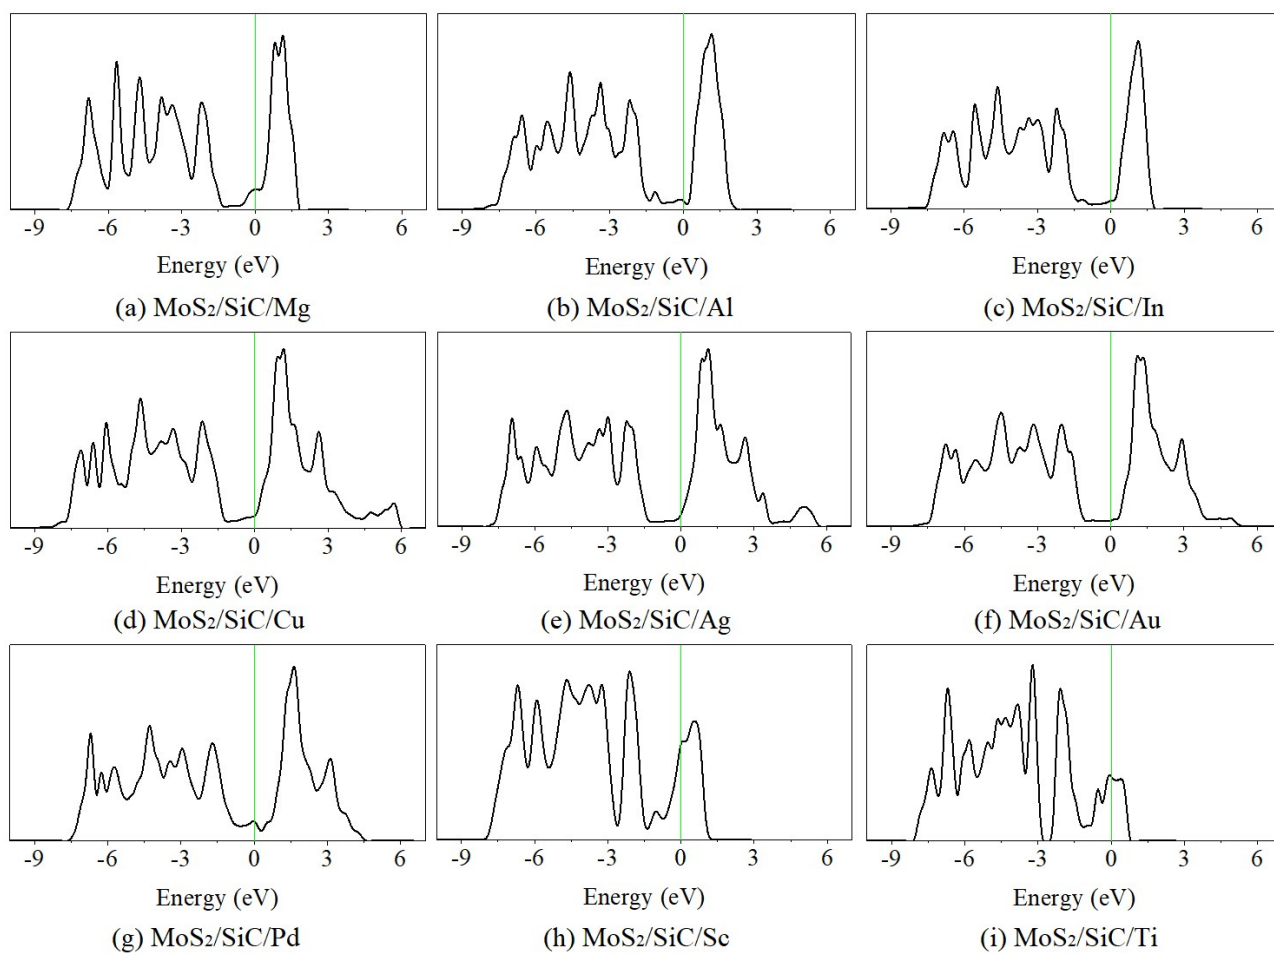 -9 -6 -3 0 3 6
-9 -6 -3 0 3 6
-9 -6 -3 0 3 6
Energy (eV)
Energy (eV)
Energy (eV)
(a) MoS₂/SiC/Mg
(b) MoS₂/SiC/Al
(c) MoS₂/SiC/In
-9 -6 -3 0 3 6
-9 -6 -3 0 3 6
-9 -6 -3 0 3 6
Energy (eV)
Energy (eV)
Energy (eV)
(d) MoS₂/SiC/Cu
(e) MoS₂/SiC/Ag
(f) MoS₂/SiC/Au
-9 -6 -3 0 3 6
-9 -6 -3 0 3 6
-9 -6 -3 0 3 6
Energy (eV)
Energy (eV)
Energy (eV)
(g) MoS₂/SiC/Pd
(h) MoS₂/SiC/Sc
(i) MoS₂/SiC/Ti